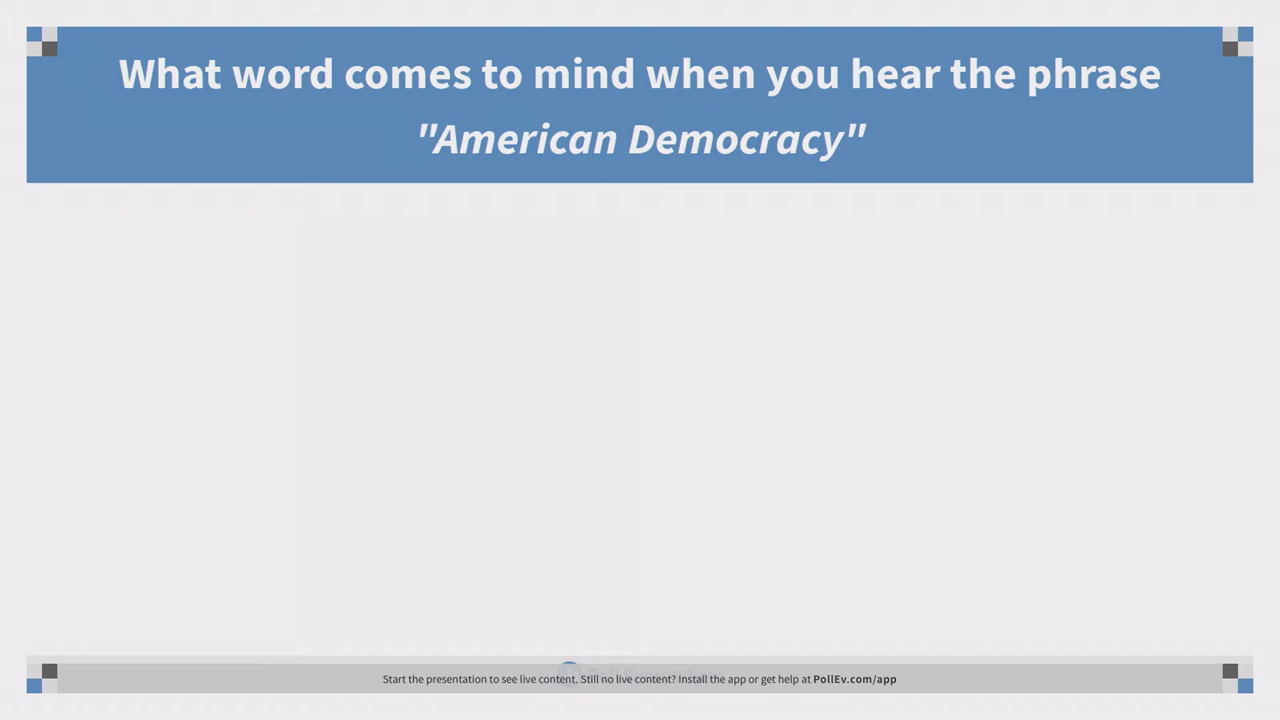 What word comes to mind when you hear the phrase
"American Democracy"
Start the presentation to see live content. Still no live content? Install the app or get help at PollEv.com/app